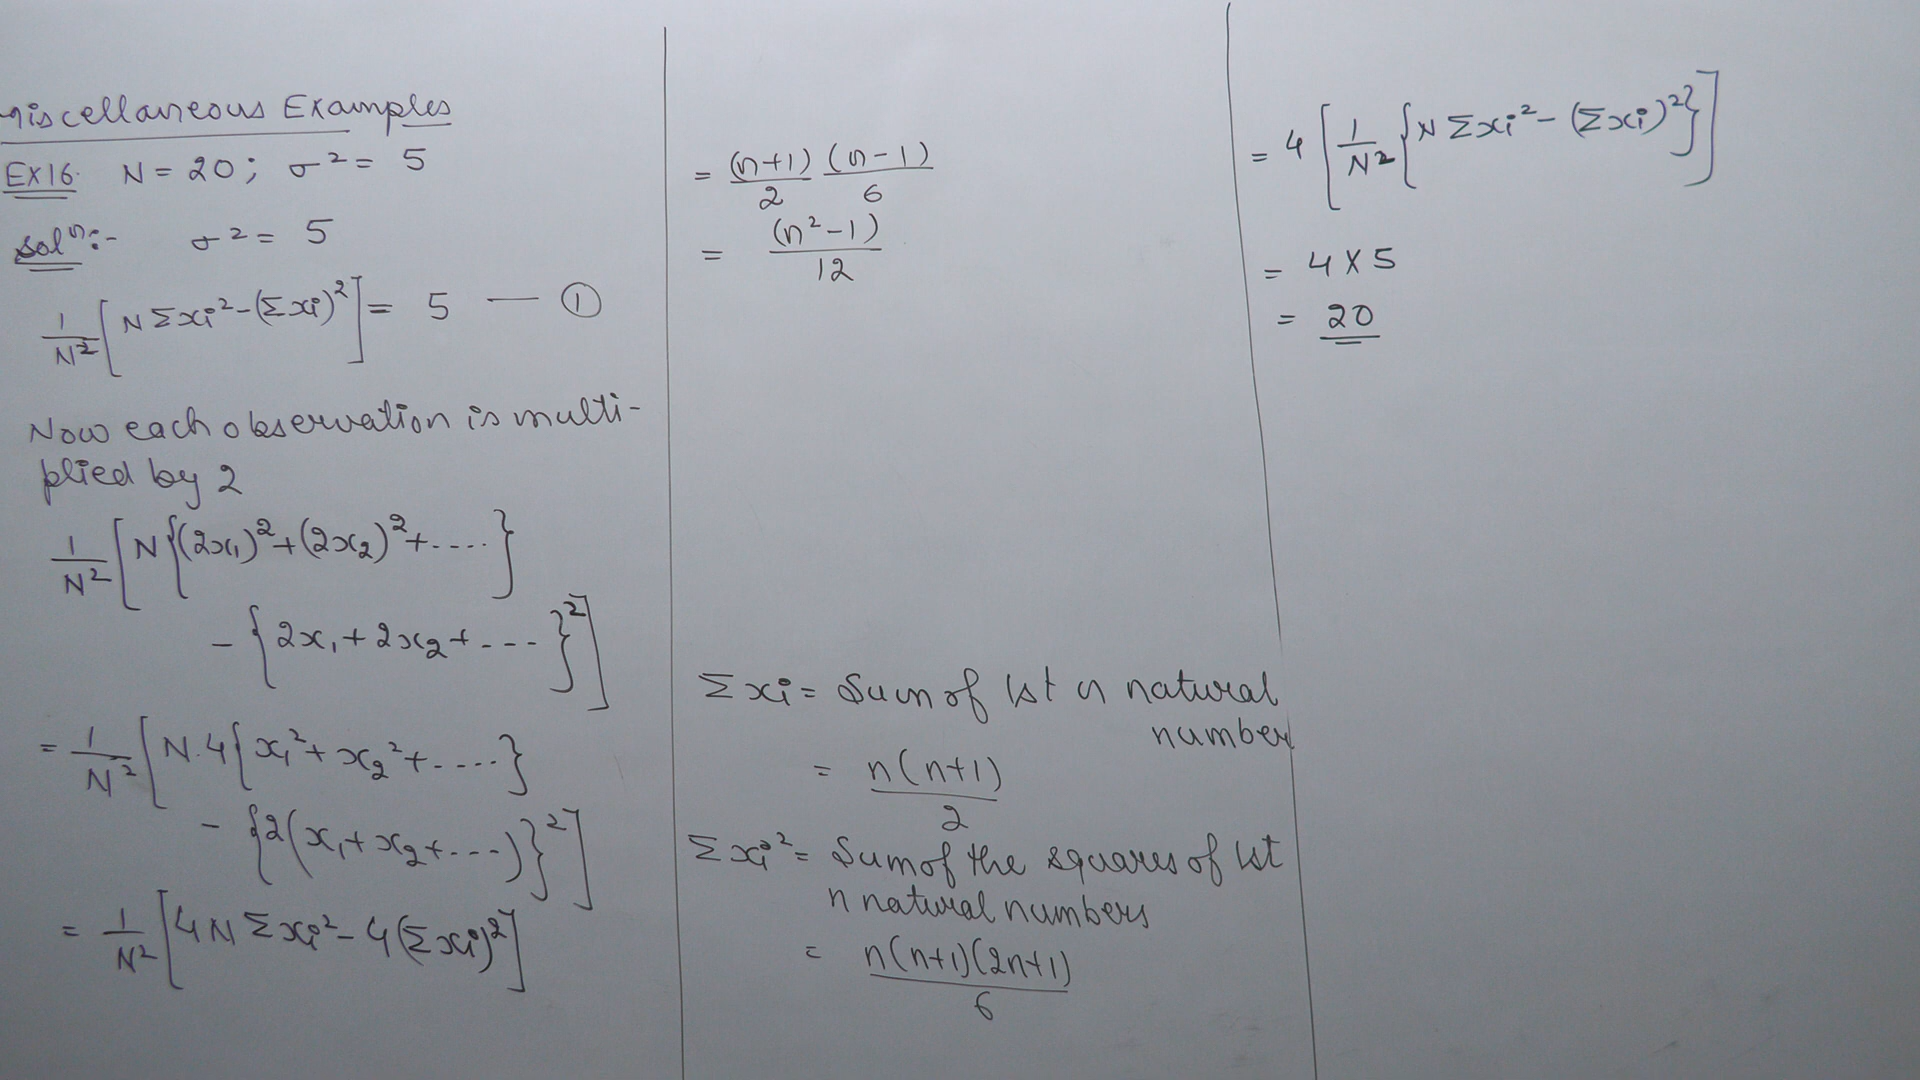 Miscellaneous Examples
EX16. N = 20; σ² = 5
Solⁿ:- σ² = 5
1/N² [N Σxi² - (Σxi)²] = 5 — ①
Now each observation is multi-
plied by 2
1/N² [N{(2x₁)² + (2x₂)² + ....}
- {2x₁ + 2x₂ + ---}²]
= 1/N² [N.4{x₁² + x₂² + ....}
- {2(x₁ + x₂ + ---)}²]
= 1/N² [4N Σxi² - 4(Σxi)²]
= (n+1)/2 (n-1)/6
= (n²-1)/12
Σxi = Sum of 1st n natural
number
= n(n+1)/2
Σxi² = Sum of the squares of 1st
n natural numbers
= n(n+1)(2n+1)/6
= 4 [1/N² {N Σxi² - (Σxi)²}]
= 4 X 5
= 20